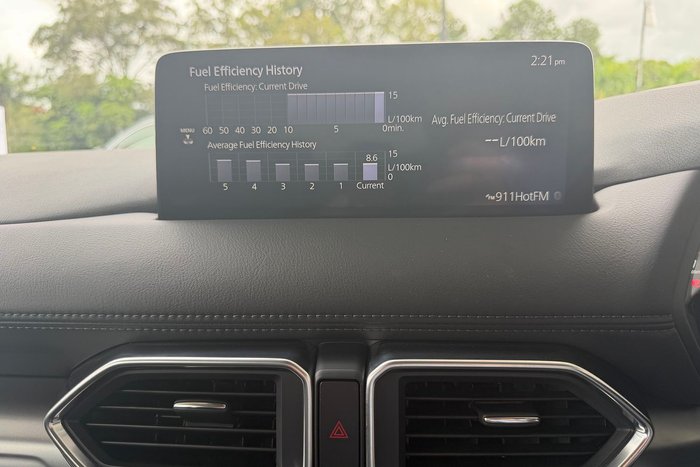 Fuel Efficiency History
2:21 pm
Fuel Efficiency: Current Drive
15
L/100km
60 50 40 30 20 10 5 0min.
MENU
Avg. Fuel Efficiency: Current Drive
--L/100km
Average Fuel Efficiency History
15
8.6
L/100km
0
5 4 3 2 1 Current
911HotFM